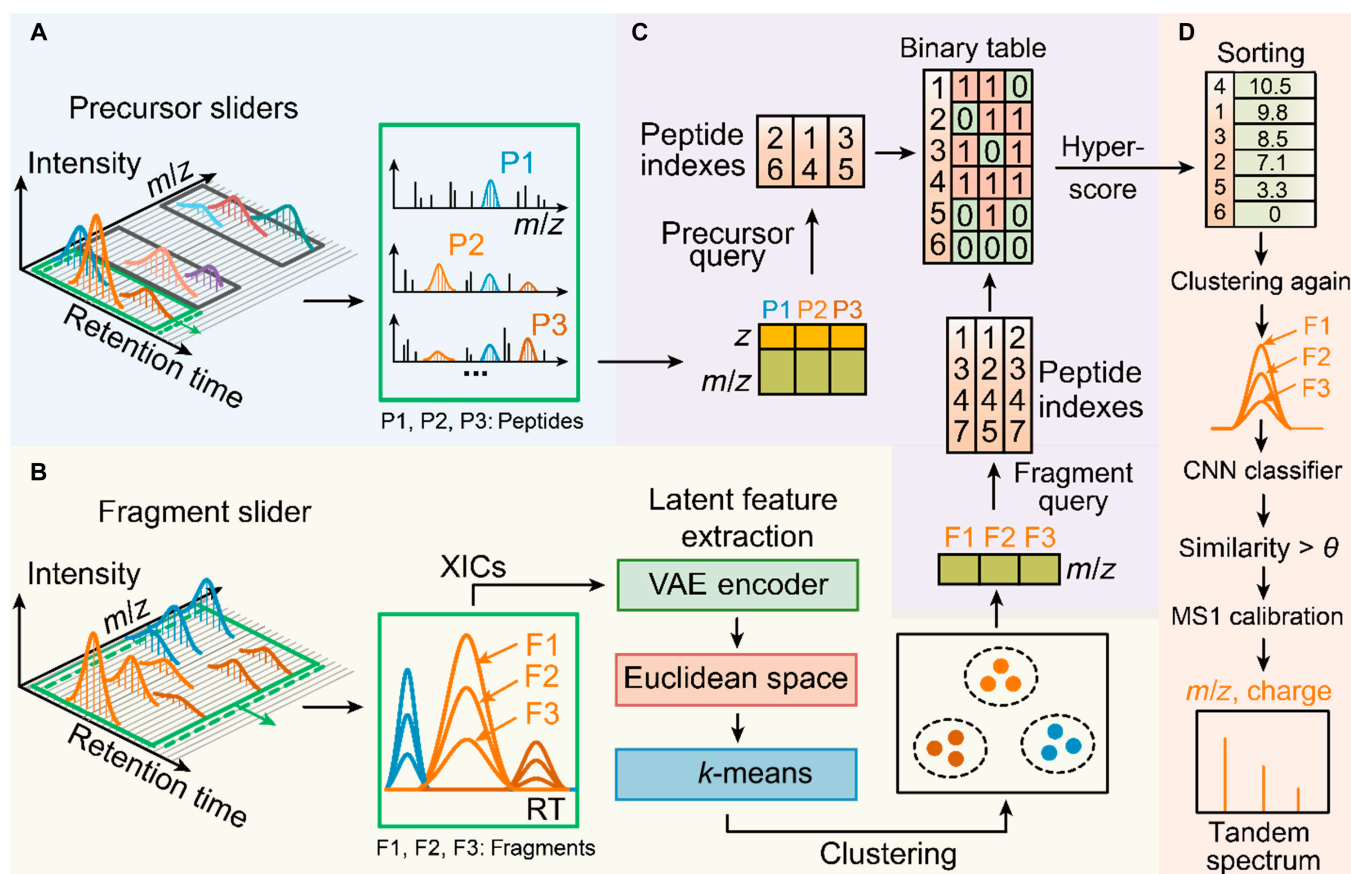 A
Precursor sliders
Intensity
m/z
Retention time
P1
m/z
P2
P3
...
P1, P2, P3: Peptides
B
Fragment slider
Intensity
m/z
Retention time
XICs
F1
F2
F3
RT
F1, F2, F3: Fragments
Latent feature
extraction
VAE encoder
Euclidean space
k-means
Clustering
C
Peptide
indexes
2 1 3
6 4 5
Precursor
query
P1 P2 P3
z
m/z
Binary table
1 1 1 0
2 0 1 1
3 1 0 1
4 1 1 1
5 0 1 0
6 0 0 0
Hyper-
score
1 1 2
3 2 3
4 4 4
7 5 7
Peptide
indexes
Fragment
query
F1 F2 F3
m/z
D
Sorting
4 10.5
1 9.8
3 8.5
2 7.1
5 3.3
6 0
Clustering again
F1
F2
F3
CNN classifier
Similarity > θ
MS1 calibration
m/z, charge
Tandem
spectrum